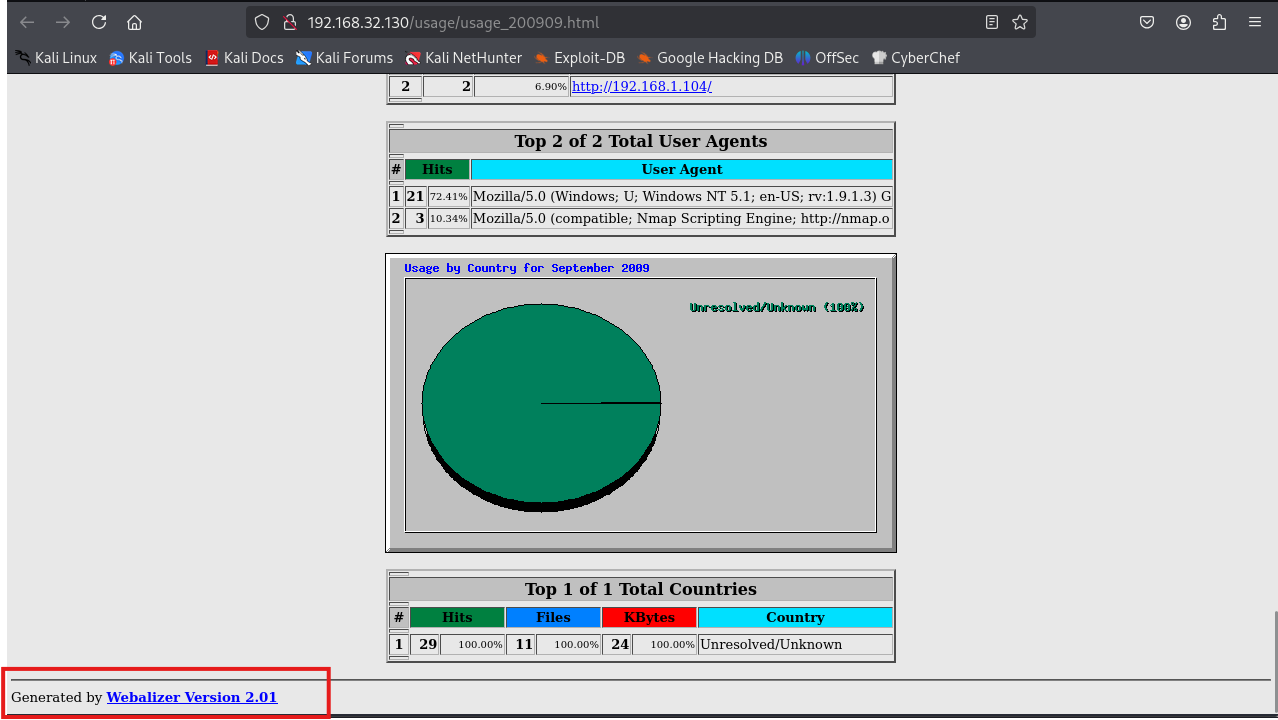 192.168.32.130/usage/usage_200909.html
Kali Linux Kali Tools Kali Docs Kali Forums Kali NetHunter Exploit-DB Google Hacking DB OffSec CyberChef
2 2 6.90% http://192.168.1.104/
Top 2 of 2 Total User Agents
# Hits User Agent
1 21 72.41% Mozilla/5.0 (Windows; U; Windows NT 5.1; en-US; rv:1.9.1.3) G
2 3 10.34% Mozilla/5.0 (compatible; Nmap Scripting Engine; http://nmap.o
Usage by Country for September 2009
Unresolved/Unknown (100%)
Top 1 of 1 Total Countries
# Hits Files KBytes Country
1 29 100.00% 11 100.00% 24 100.00% Unresolved/Unknown
Generated by Webalizer Version 2.01